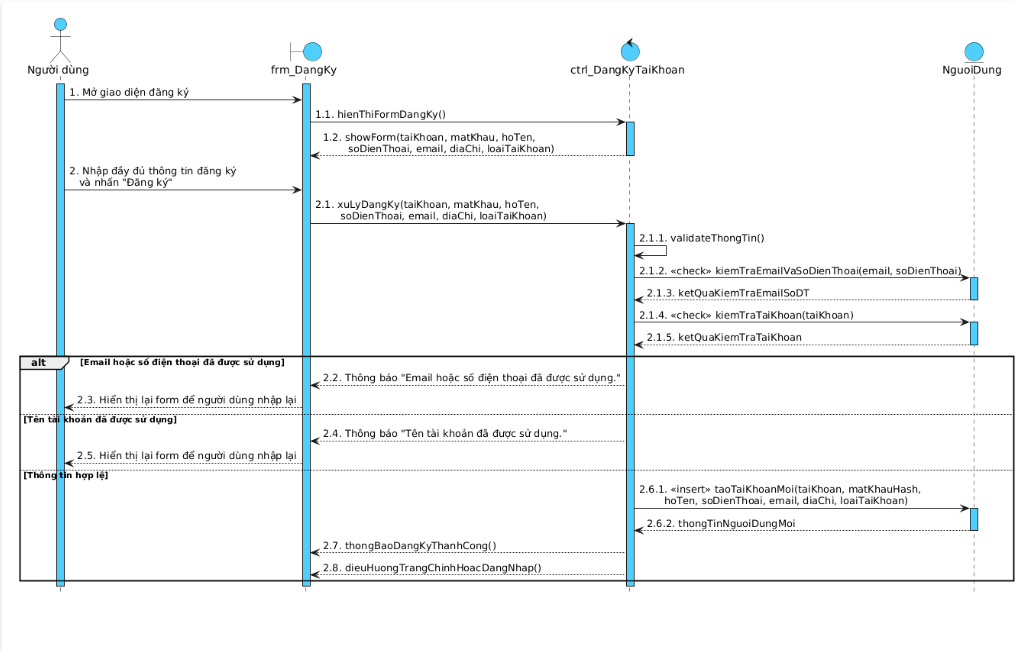 Người dùng
frm_DangKy
ctrl_DangKyTaiKhoan
NguoiDung
1. Mở giao diện đăng ký
1.1. hienThiFormDangKy()
1.2. showForm(taiKhoan, matKhau, hoTen,
soDienThoai, email, diaChi, loaiTaiKhoan)
2. Nhập đầy đủ thông tin đăng ký
và nhấn "Đăng ký"
2.1. xuLyDangKy(taiKhoan, matKhau, hoTen,
soDienThoai, email, diaChi, loaiTaiKhoan)
2.1.1. validateThongTin()
2.1.2. «check» kiemTraEmailVaSoDienThoai(email, soDienThoai)
2.1.3. ketQuaKiemTraEmailSoDT
2.1.4. «check» kiemTraTaiKhoan(taiKhoan)
2.1.5. ketQuaKiemTraTaiKhoan
alt [Email hoặc số điện thoại đã được sử dụng]
2.2. Thông báo "Email hoặc số điện thoại đã được sử dụng."
2.3. Hiển thị lại form để người dùng nhập lại
[Tên tài khoản đã được sử dụng]
2.4. Thông báo "Tên tài khoản đã được sử dụng."
2.5. Hiển thị lại form để người dùng nhập lại
[Thông tin hợp lệ]
2.6.1. «insert» taoTaiKhoanMoi(taiKhoan, matKhauHash,
hoTen, soDienThoai, email, diaChi, loaiTaiKhoan)
2.6.2. thongTinNguoiDungMoi
2.7. thongBaoDangKyThanhCong()
2.8. dieuHuongTrangChinhHoacDangNhap()